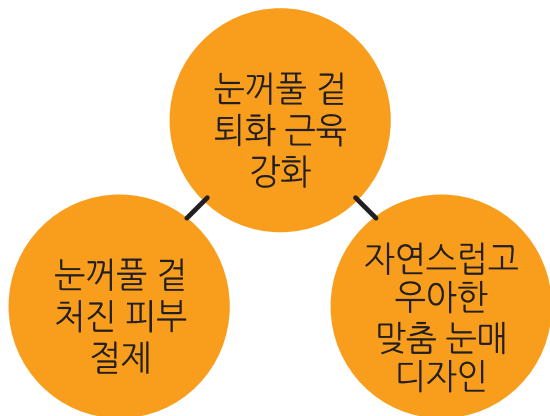 눈꺼풀 겉
퇴화 근육
강화
눈꺼풀 겉
처진 피부
절제
자연스럽고
우아한
맞춤 눈매
디자인